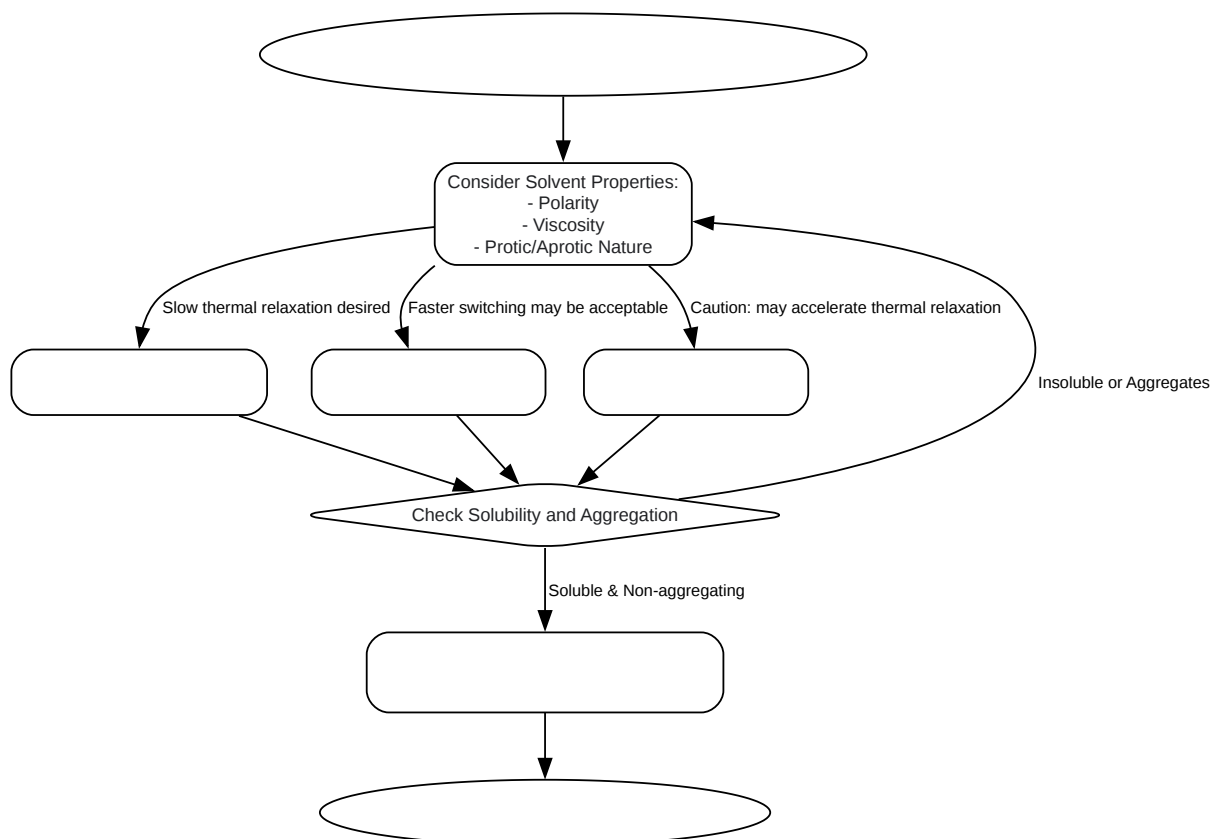 Consider Solvent Properties:
- Polarity
- Viscosity
- Protic/Aprotic Nature
Slow thermal relaxation desired
Faster switching may be acceptable
Caution: may accelerate thermal relaxation
Insoluble or Aggregates
Check Solubility and Aggregation
Soluble & Non-aggregating